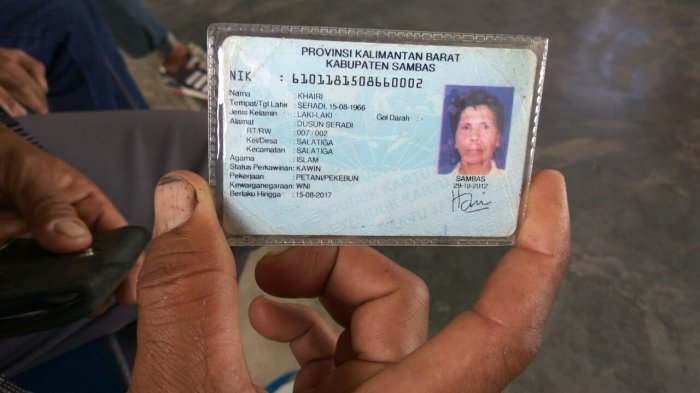 PROVINSI KALIMANTAN BARAT
KABUPATEN SAMBAS
NIK : 6101181508660002
Nama : KHAIRI
Tempat/Tgl Lahir : SERADI, 15-08-1966
Jenis Kelamin : LAKI-LAKI Gol Darah : -
Alamat : DUSUN SERADI
RT/RW : 007 / 002
Kel/Desa : SALATIGA
Kecamatan : SALATIGA
Agama : ISLAM
Status Perkawinan: KAWIN
Pekerjaan : PETANI/PEKEBUN
Kewarganegaraan: WNI
Berlaku Hingga : 15-08-2017
SAMBAS
29-10-2012